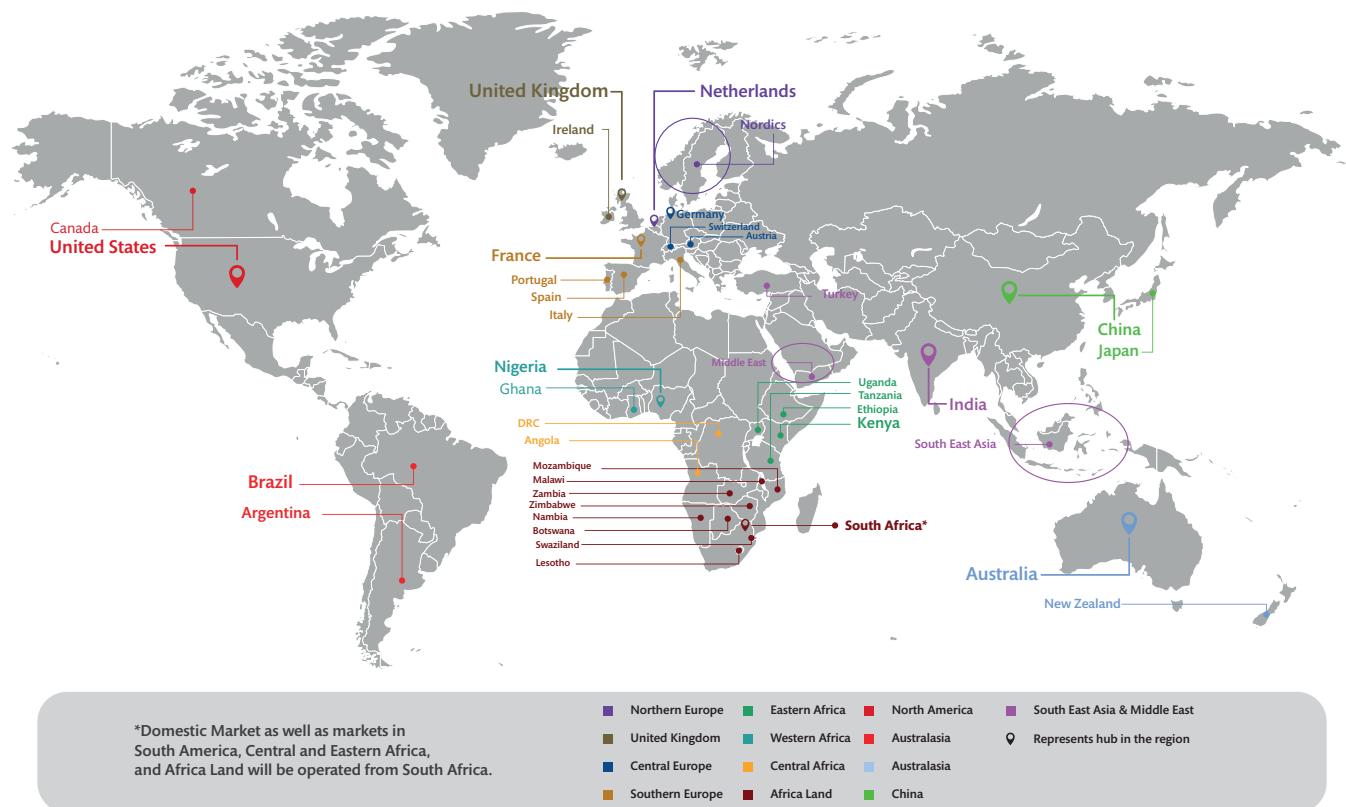 United Kingdom
Netherlands
Ireland
Nordics
Germany
Switzerland
Austria
Canada
United States
France
Portugal
Spain
Italy
Turkey
China
Japan
Nigeria
Ghana
Middle East
Uganda
Tanzania
Ethiopia
Kenya
India
DRC
Angola
South East Asia
Mozambique
Malawi
Zambia
Zimbabwe
Nambia
Botswana
Swaziland
Lesotho
South Africa*
Brazil
Argentina
Australia
New Zealand
*Domestic Market as well as markets in
South America, Central and Eastern Africa,
and Africa Land will be operated from South Africa.
Northern Europe
United Kingdom
Central Europe
Southern Europe
Eastern Africa
Western Africa
Central Africa
Africa Land
North America
Australasia
Australasia
China
South East Asia & Middle East
Represents hub in the region